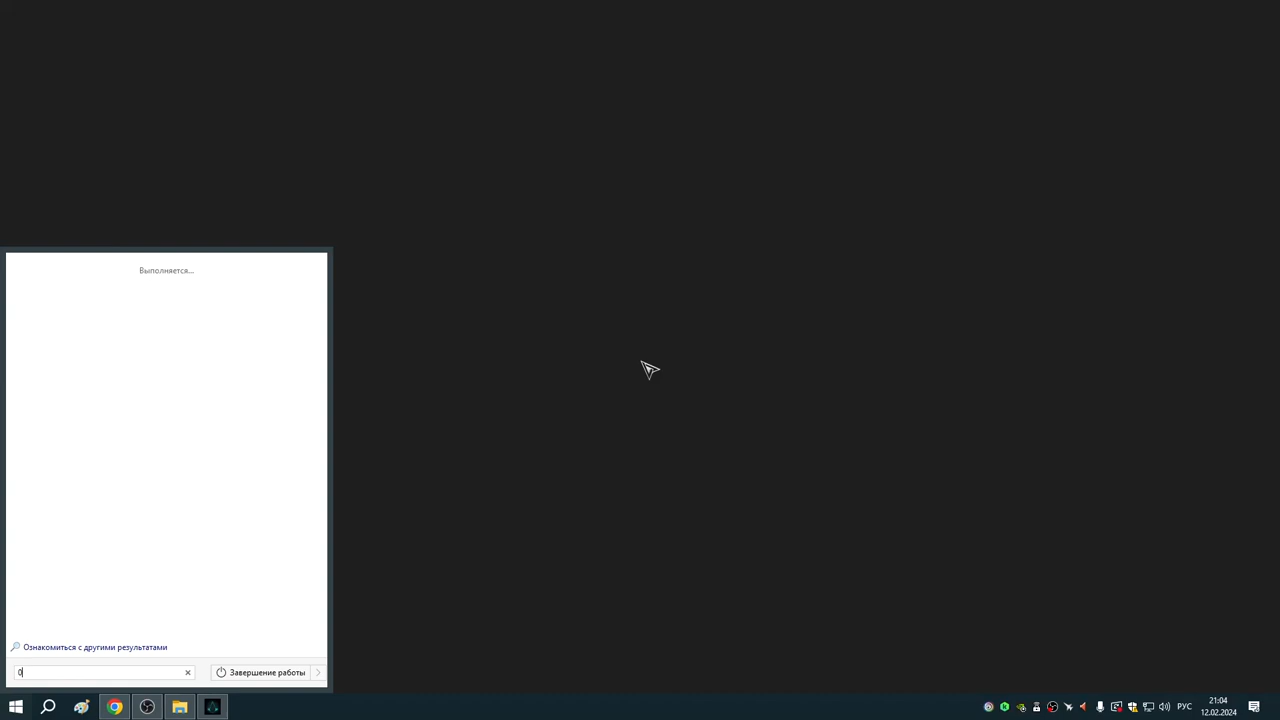 Выполняется...
Ознакомиться с другими результатами
0
Завершение работы
РУС
21:04
12.02.2024